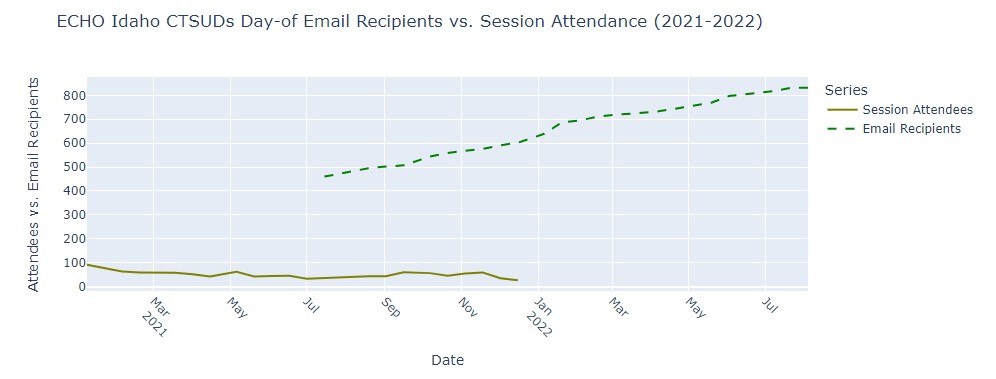 ECHO Idaho CTSUDs Day-of Email Recipients vs. Session Attendance (2021-2022)
Attendees vs. Email Recipients
800
700
600
500
400
300
200
100
0
Mar
2021
May
Jul
Sep
Nov
Jan
2022
Mar
May
Jul
Date
Series
Session Attendees
Email Recipients